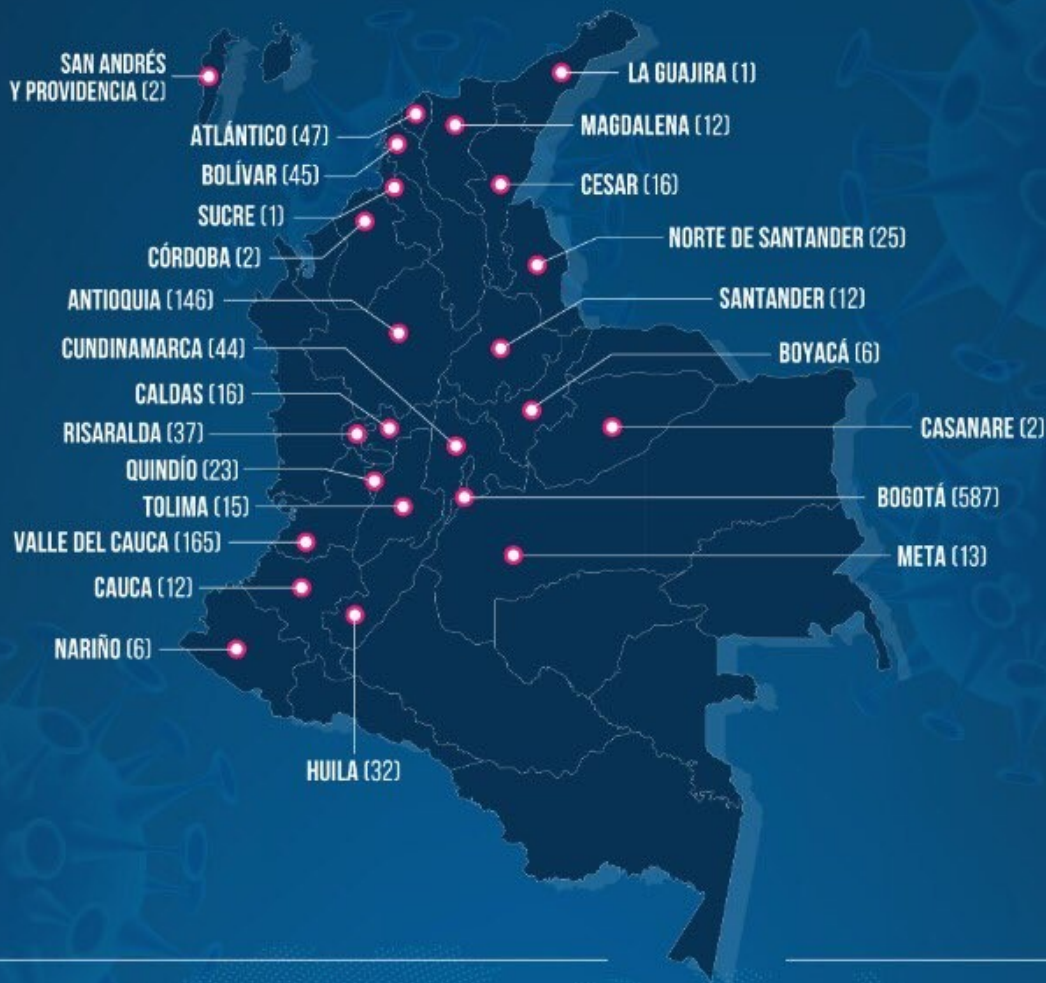 SAN ANDRÉS
Y PROVIDENCIA (2)
ATLÁNTICO (47)
BOLÍVAR (45)
SUCRE (1)
CÓRDOBA (2)
ANTIOQUIA (146)
CUNDINAMARCA (44)
CALDAS (16)
RISARALDA (37)
QUINDÍO (23)
TOLIMA (15)
VALLE DEL CAUCA (165)
CAUCA (12)
NARIÑO (6)
HUILA (32)
LA GUAJIRA (1)
MAGDALENA (12)
CESAR (16)
NORTE DE SANTANDER (25)
SANTANDER (12)
BOYACÁ (6)
CASANARE (2)
BOGOTÁ (587)
META (13)